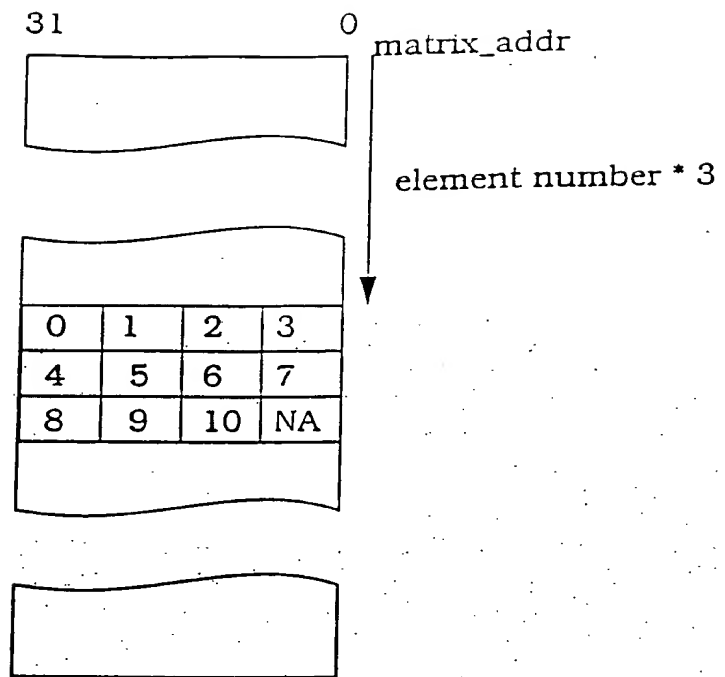 31 0
matrix_addr
element number * 3
0 1 2 3
4 5 6 7
8 9 10 NA